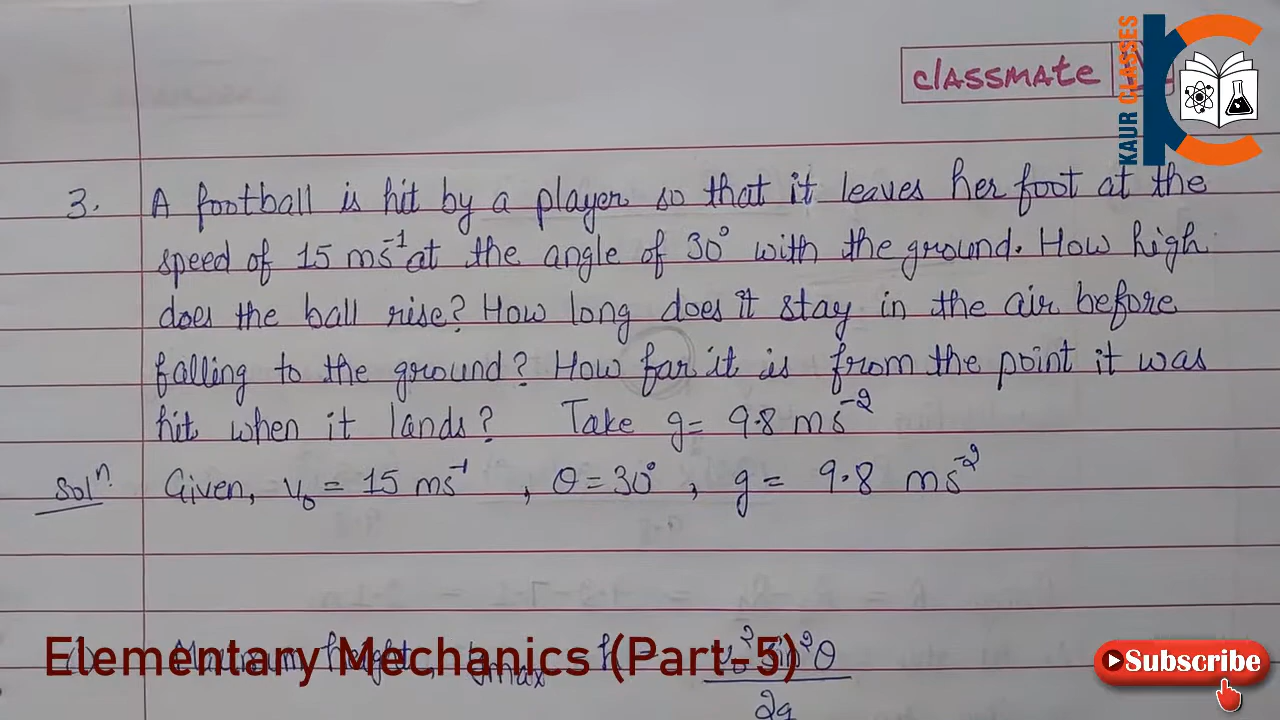 classmate
KAUR CLASSES
3. A football is hit by a player so that it leaves her foot at the
speed of 15 ms⁻¹ at the angle of 30° with the ground. How high
does the ball rise? How long does it stay in the air before
falling to the ground? How far it is from the point it was
hit when it lands? Take g = 9.8 ms⁻²
Solⁿ Given, v₀ = 15 ms⁻¹, θ = 30°, g = 9.8 ms⁻²
Elementary Mechanics (Part-5)
height, θ
2g
Subscribe